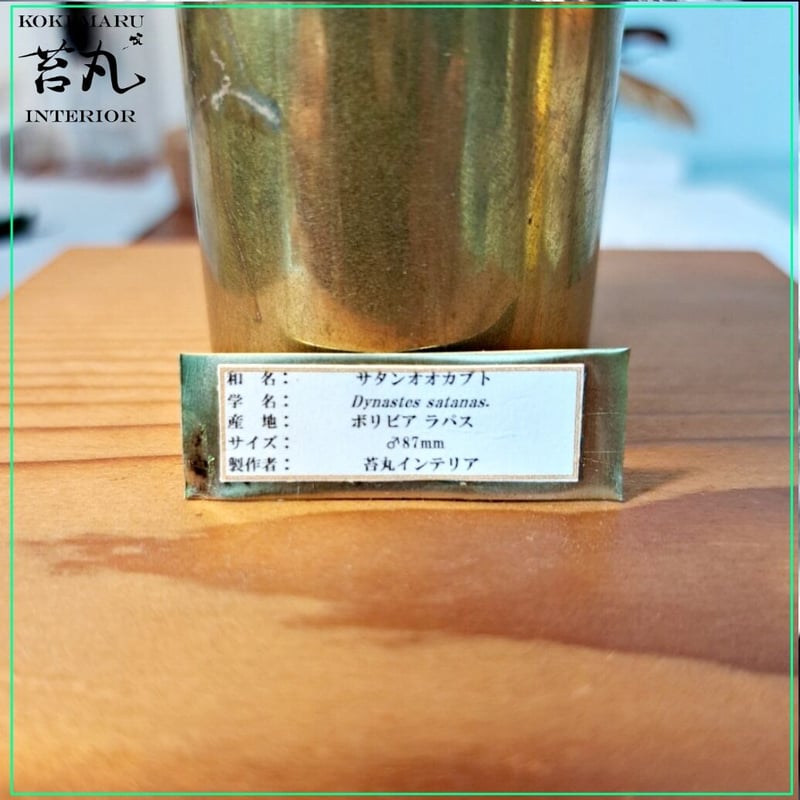 KOKEMARU
苔丸
INTERIOR
和　名： サタンオオカブト
学　名： Dynastes satanas.
産　地： ボリビア ラパス
サイズ： ♂87mm
製作者： 苔丸インテリア